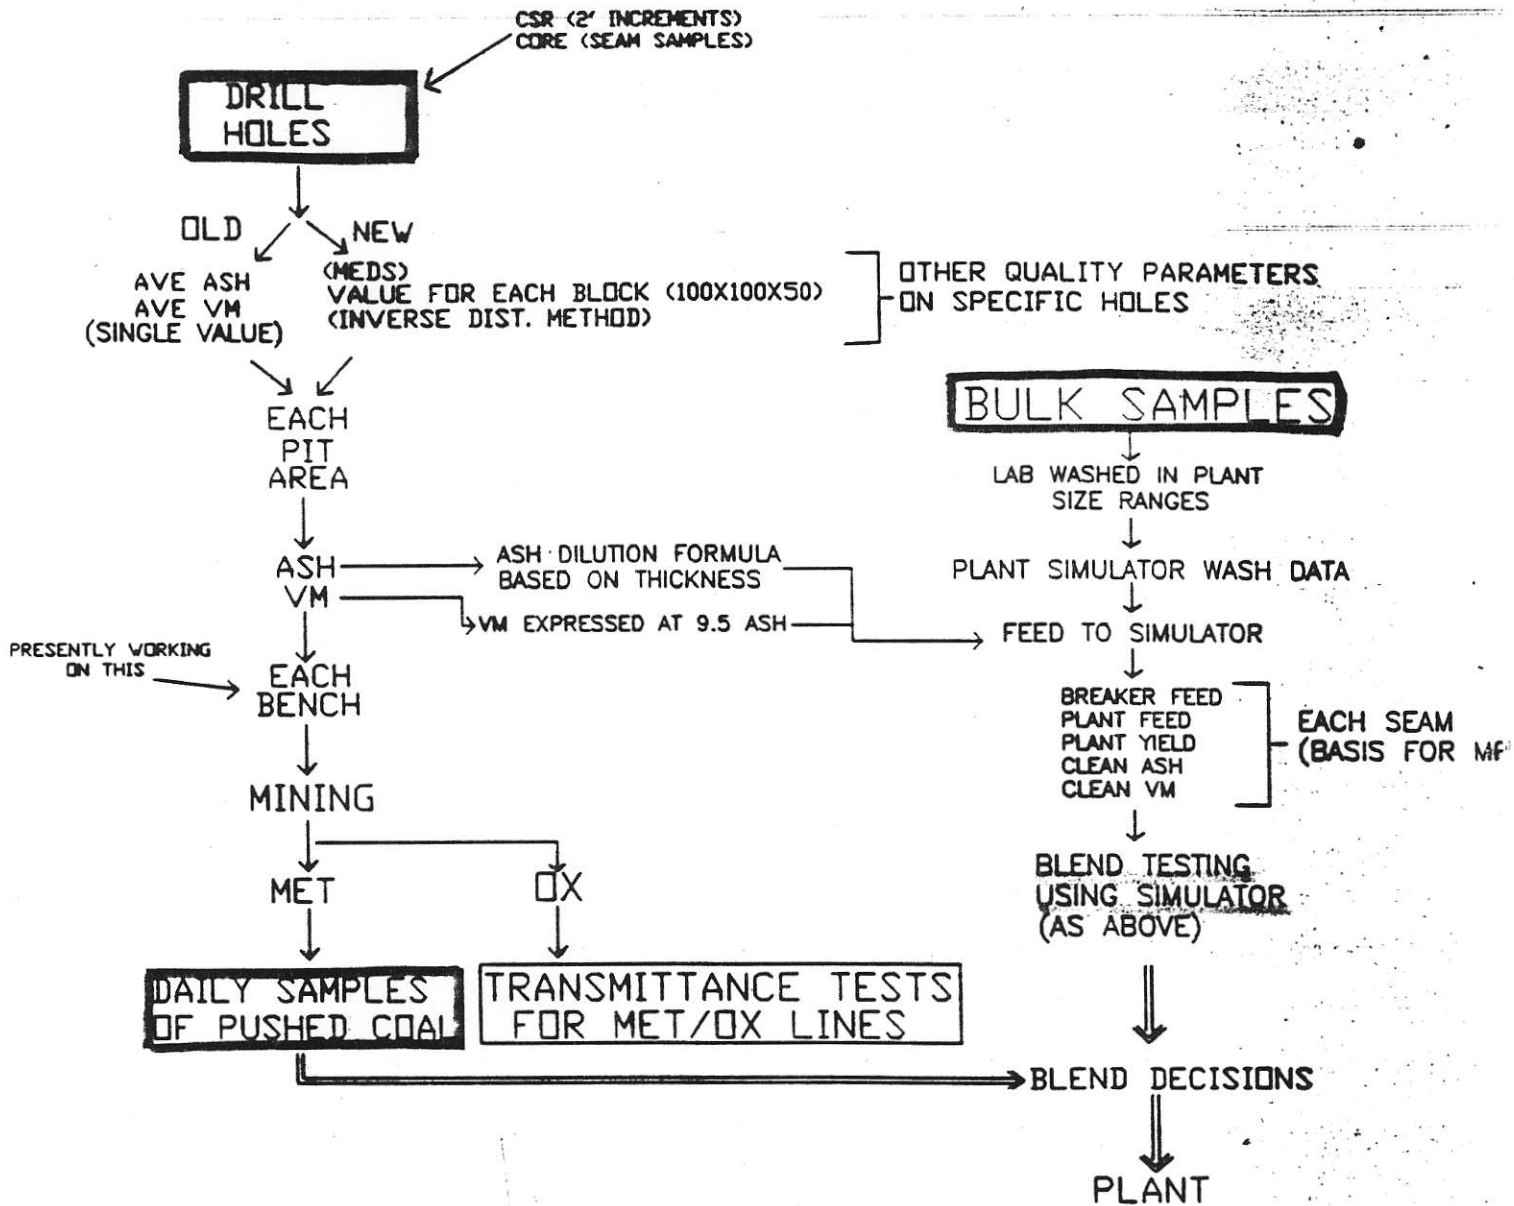 CSR (2' INCREMENTS)
CORE (SEAM SAMPLES)
DRILL
HOLES
OLD
NEW
AVE ASH
AVE VM
(SINGLE VALUE)
(MEDS)
VALUE FOR EACH BLOCK (100X100X50)
(INVERSE DIST. METHOD)
OTHER QUALITY PARAMETERS
ON SPECIFIC HOLES
EACH
PIT
AREA
BULK SAMPLES
LAB WASHED IN PLANT
SIZE RANGES
PLANT SIMULATOR WASH DATA
ASH
VM
ASH DILUTION FORMULA
BASED ON THICKNESS
VM EXPRESSED AT 9.5 ASH
FEED TO SIMULATOR
PRESENTLY WORKING
ON THIS
EACH
BENCH
BREAKER FEED
PLANT FEED
PLANT YIELD
CLEAN ASH
CLEAN VM
EACH SEAM
(BASIS FOR
MINING
MET
OX
BLEND TESTING
USING SIMULATOR
(AS ABOVE)
DAILY SAMPLES
OF PUSHED COAL
TRANSMITTANCE TESTS
FOR MET/OX LINES
BLEND DECISIONS
PLANT